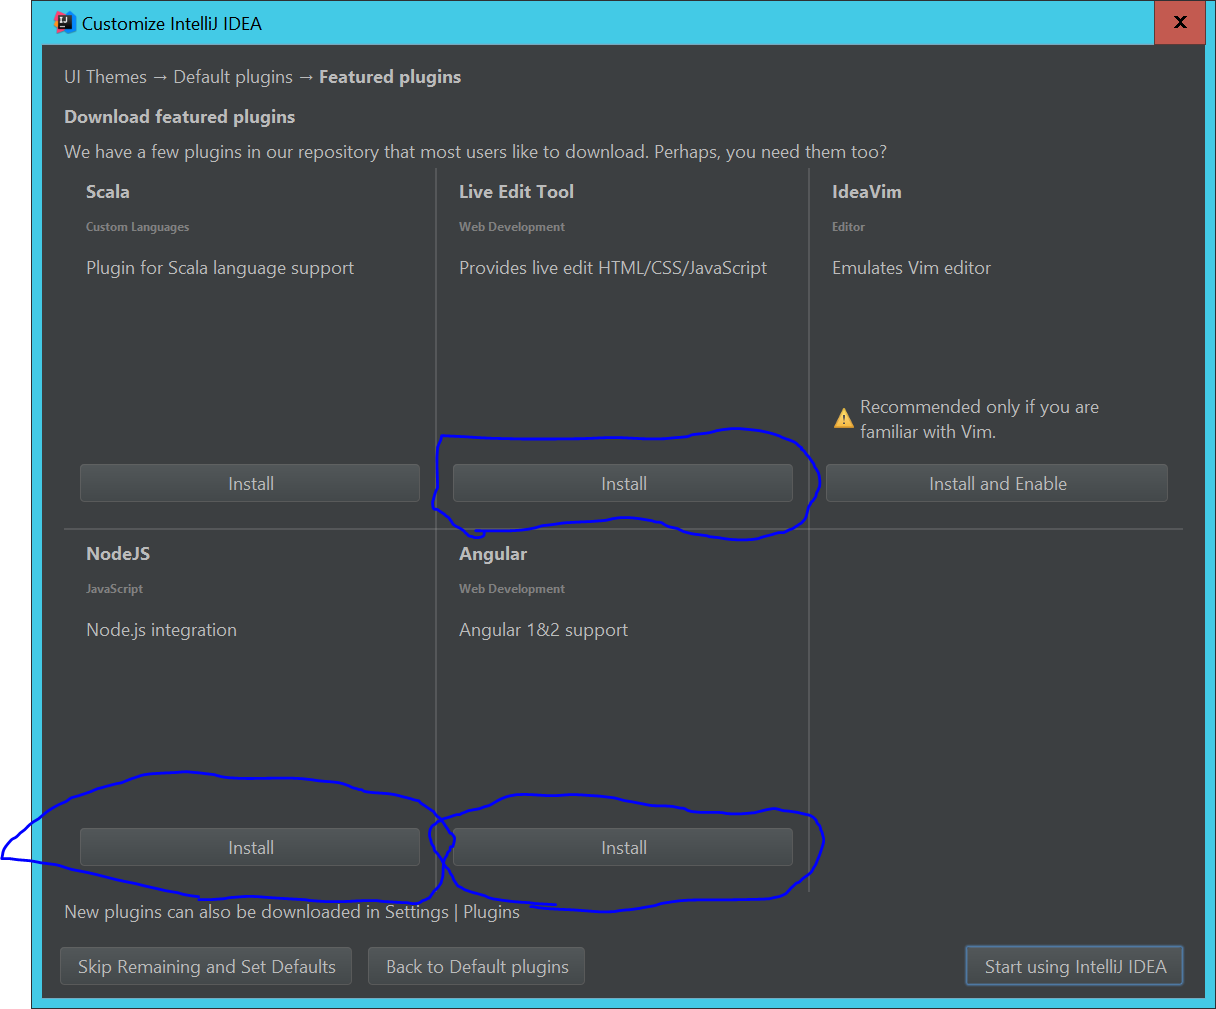 Customize IntelliJ IDEA
x
UI Themes → Default plugins → Featured plugins
Download featured plugins
We have a few plugins in our repository that most users like to download. Perhaps, you need them too?
Scala
Custom Languages
Plugin for Scala language support
Install
Live Edit Tool
Web Development
Provides live edit HTML/CSS/JavaScript
Install
IdeaVim
Editor
Emulates Vim editor
Recommended only if you are
familiar with Vim.
Install and Enable
NodeJS
JavaScript
Node.js integration
Install
Angular
Web Development
Angular 1&2 support
Install
New plugins can also be downloaded in Settings | Plugins
Skip Remaining and Set Defaults
Back to Default plugins
Start using IntelliJ IDEA